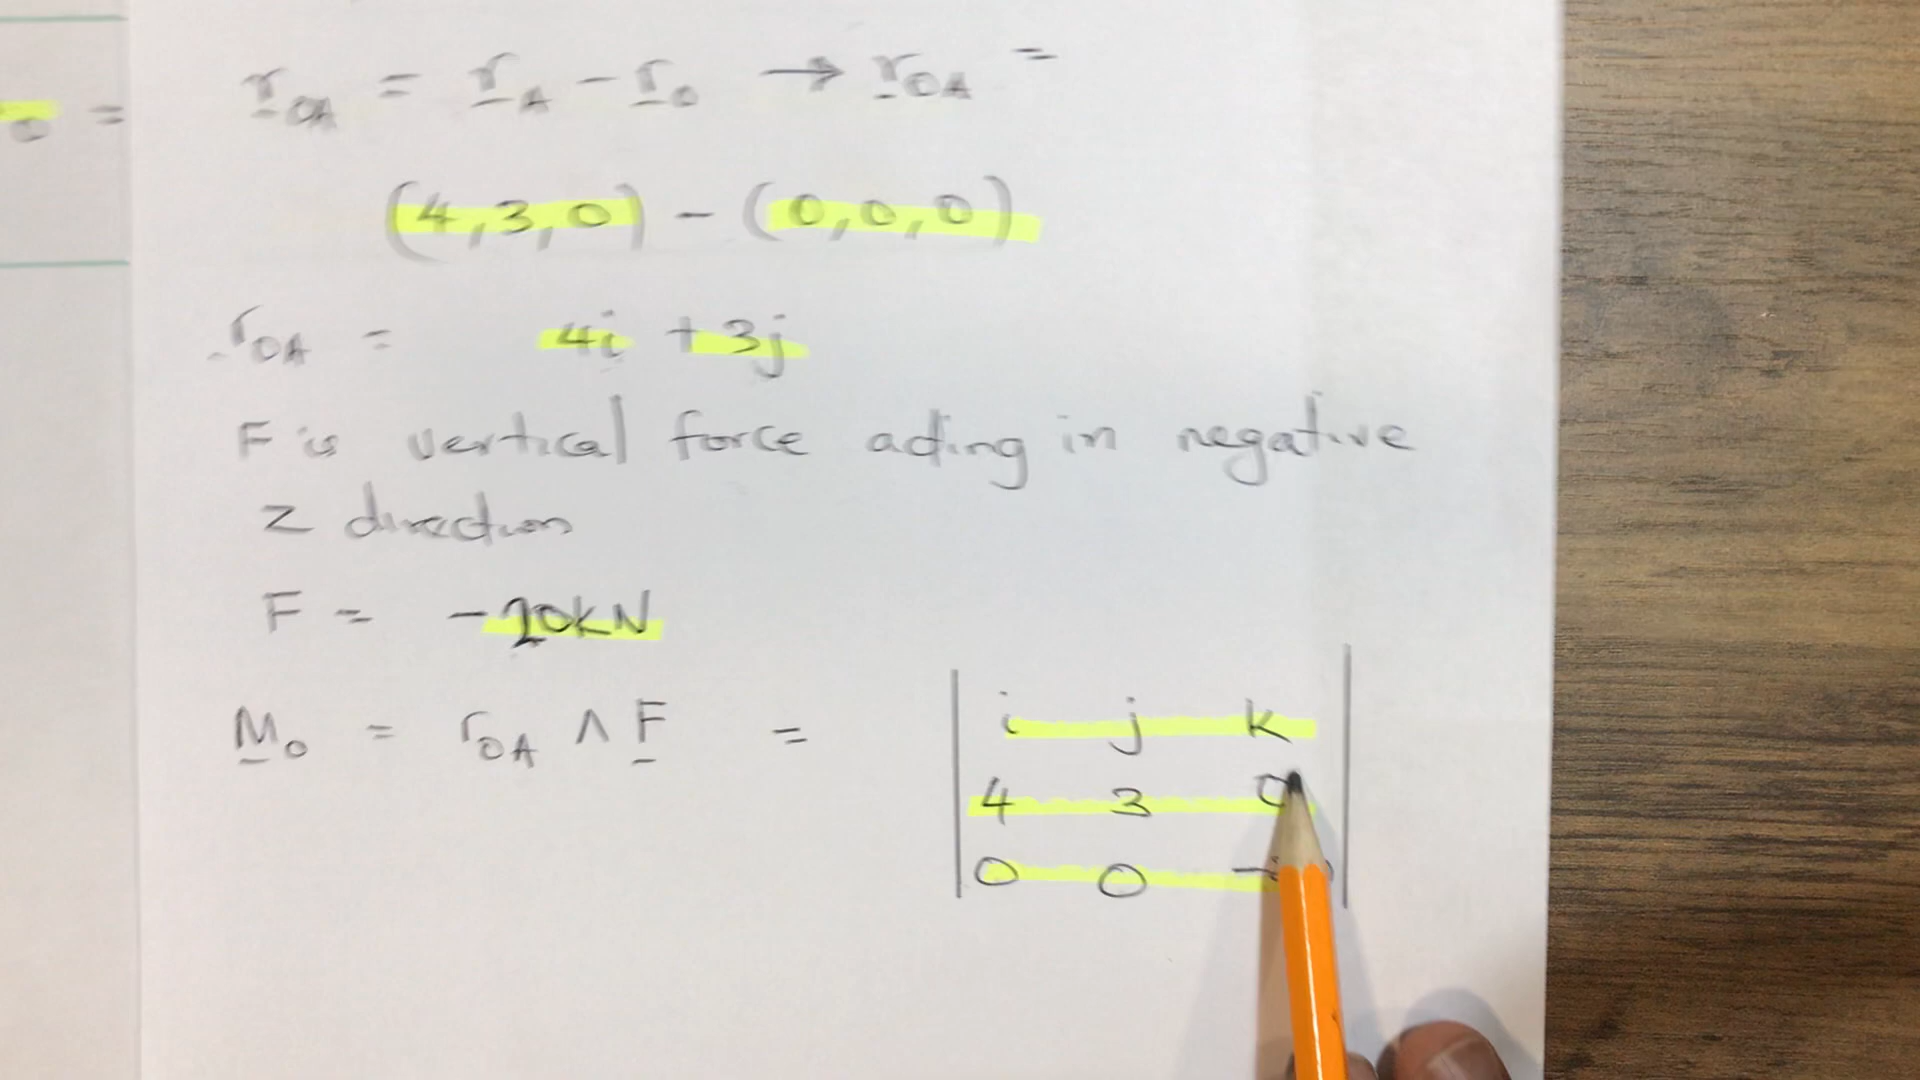 r_OA = r_A - r_O → r_OA =
o =
(4,3,0) - (0,0,0)
r_OA = 4i + 3j
F is vertical force acting in negative
z direction
F = -20kN
M_O = r_OA ∧ F =
i j k
4 3 0
0 0